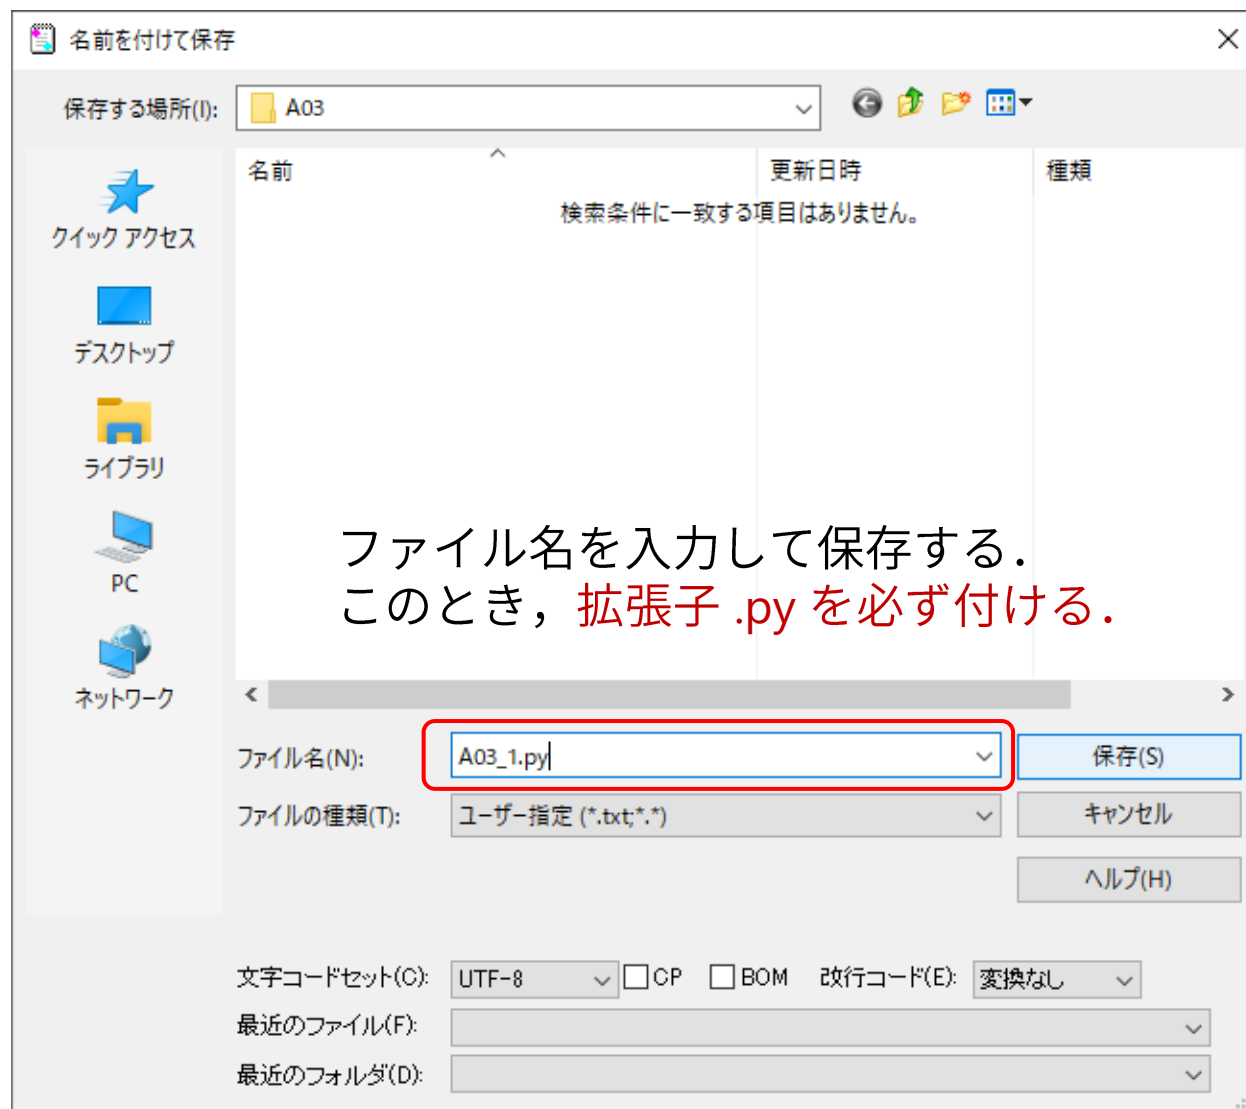 名前を付けて保存
保存する場所(I): A03
名前 更新日時 種類
検索条件に一致する項目はありません。
クイック アクセス
デスクトップ
ライブラリ
PC
ネットワーク
ファイル名を入力して保存する．
このとき，拡張子 .py を必ず付ける．
ファイル名(N): A03_1.py 保存(S)
ファイルの種類(T): ユーザー指定 (*.txt;*.*) キャンセル
ヘルプ(H)
文字コードセット(C): UTF-8 CP BOM 改行コード(E): 変換なし
最近のファイル(F):
最近のフォルダ(D):